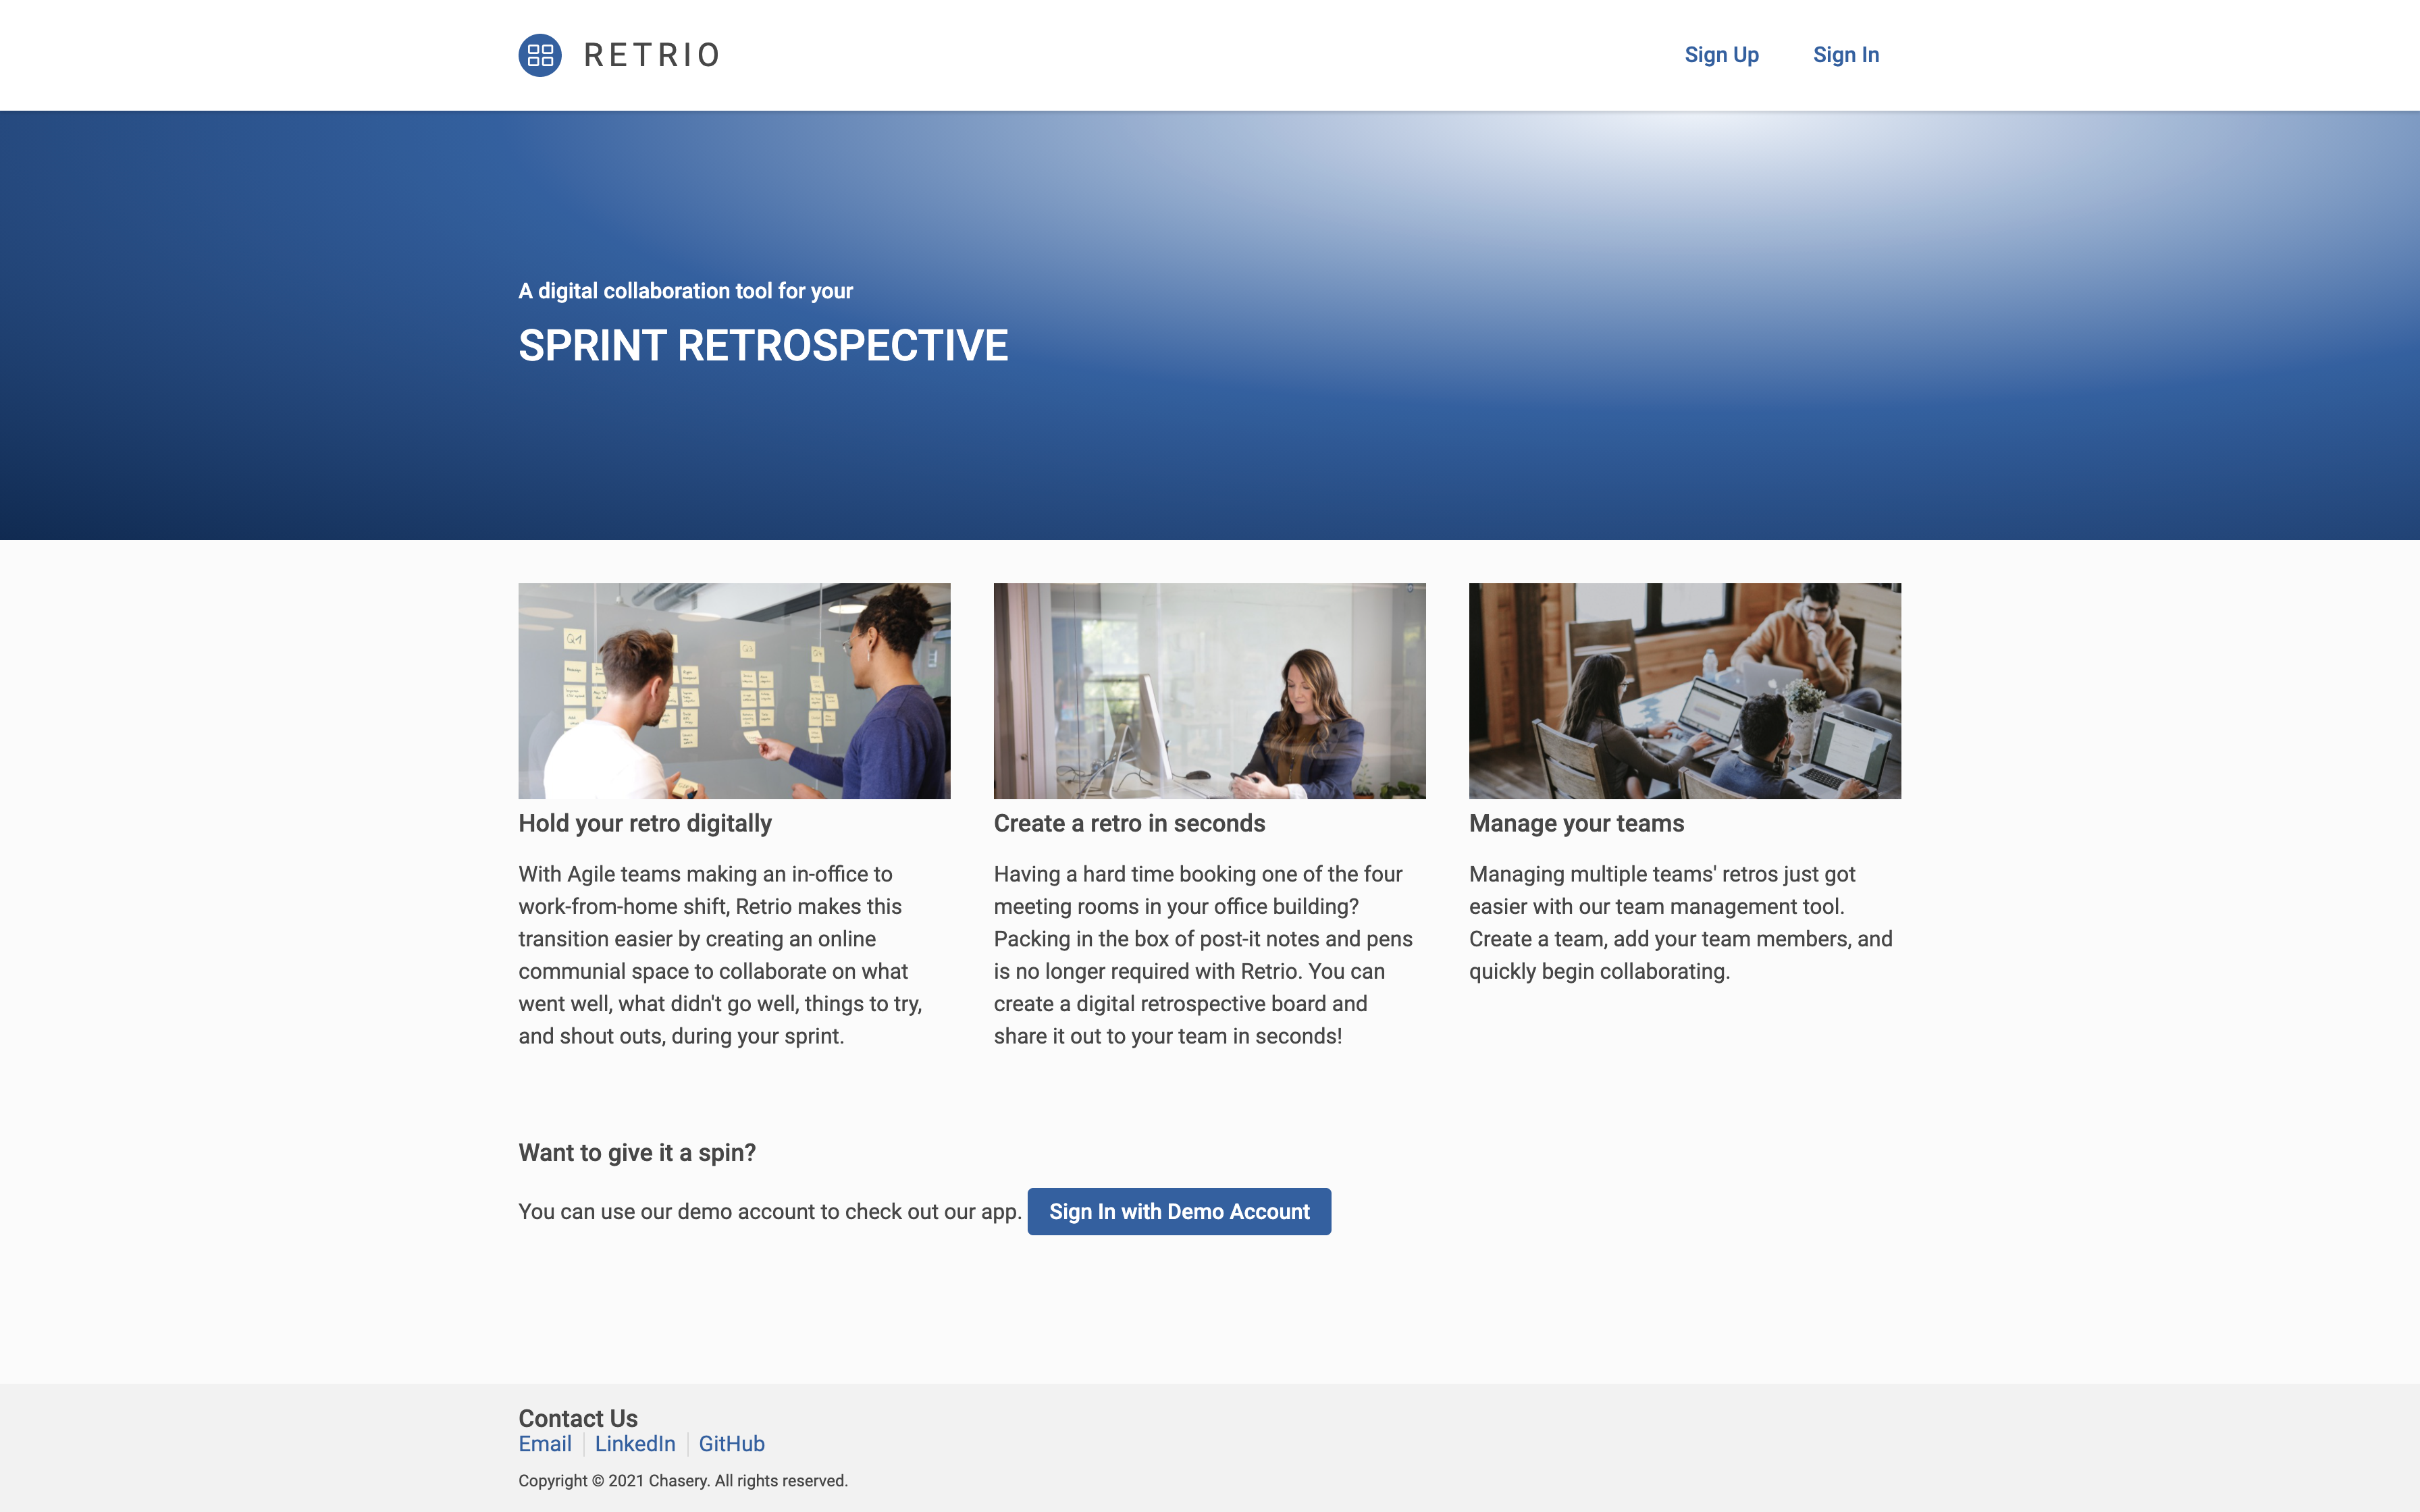 RETRIO
Sign Up
Sign In
A digital collaboration tool for your
SPRINT RETROSPECTIVE
Q1
Hold your retro digitally
With Agile teams making an in-office to
work-from-home shift, Retrio makes this
transition easier by creating an online
communial space to collaborate on what
went well, what didn't go well, things to try,
and shout outs, during your sprint.
Create a retro in seconds
Having a hard time booking one of the four
meeting rooms in your office building?
Packing in the box of post-it notes and pens
is no longer required with Retrio. You can
create a digital retrospective board and
share it out to your team in seconds!
Manage your teams
Managing multiple teams' retros just got
easier with our team management tool.
Create a team, add your team members, and
quickly begin collaborating.
Want to give it a spin?
You can use our demo account to check out our app.
Sign In with Demo Account
Contact Us
Email
LinkedIn
GitHub
Copyright © 2021 Chasery. All rights reserved.